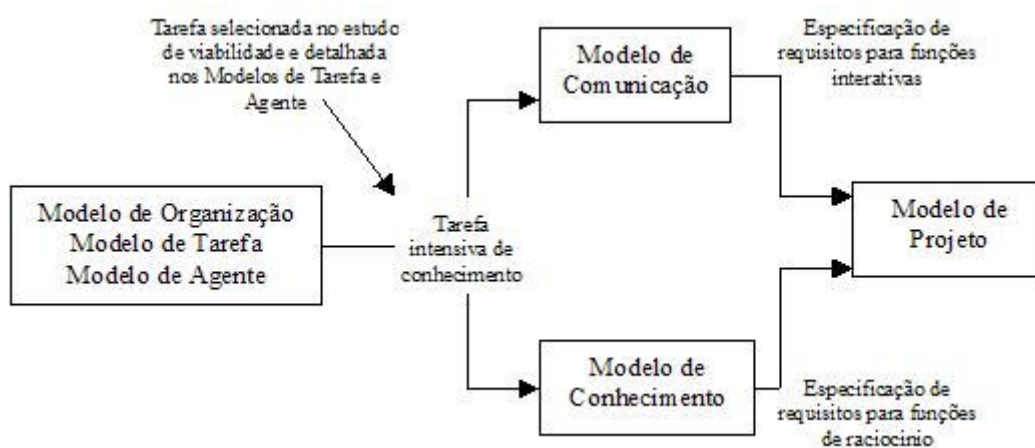 Tarefa selecionada no estudo
de viabilidade e detalhada
nos Modelos de Tarefa e
Agente
Modelo de Organização
Modelo de Tarefa
Modelo de Agente
Tarefa
intensiva de
conhecimento
Modelo de
Comunicação
Especificação de
requisitos para funções
interativas
Modelo de
Conhecimento
Especificação de
requisitos para funções
de raciocínio
Modelo de
Projeto